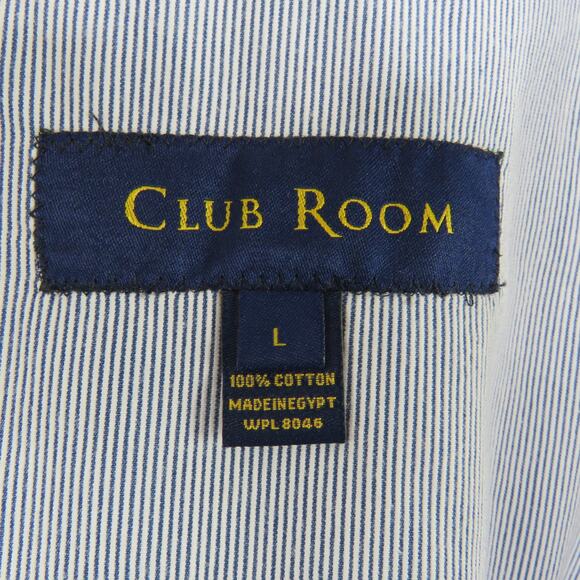 CLUB ROOM
L
100% COTTON
MADEINEGYPT
WPL 8046